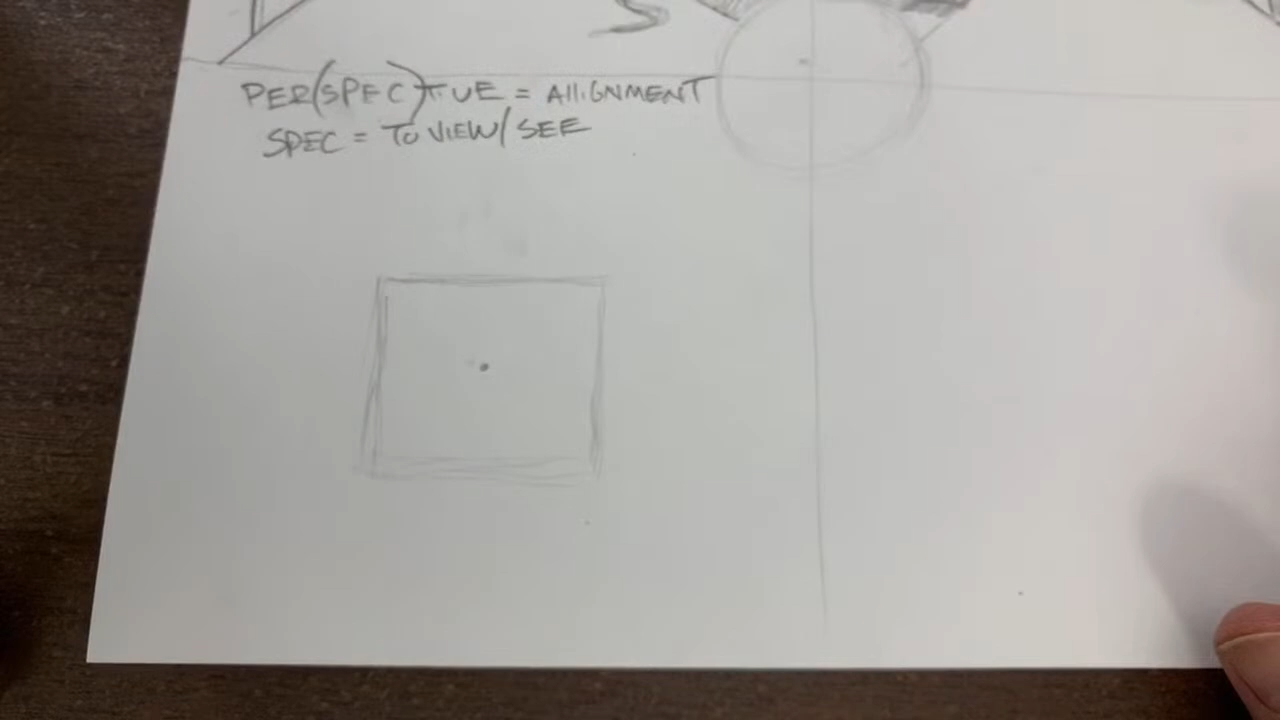 PER(SPEC)TIVE = AllIGNMENT
SPEC = TO VIEW/SEE